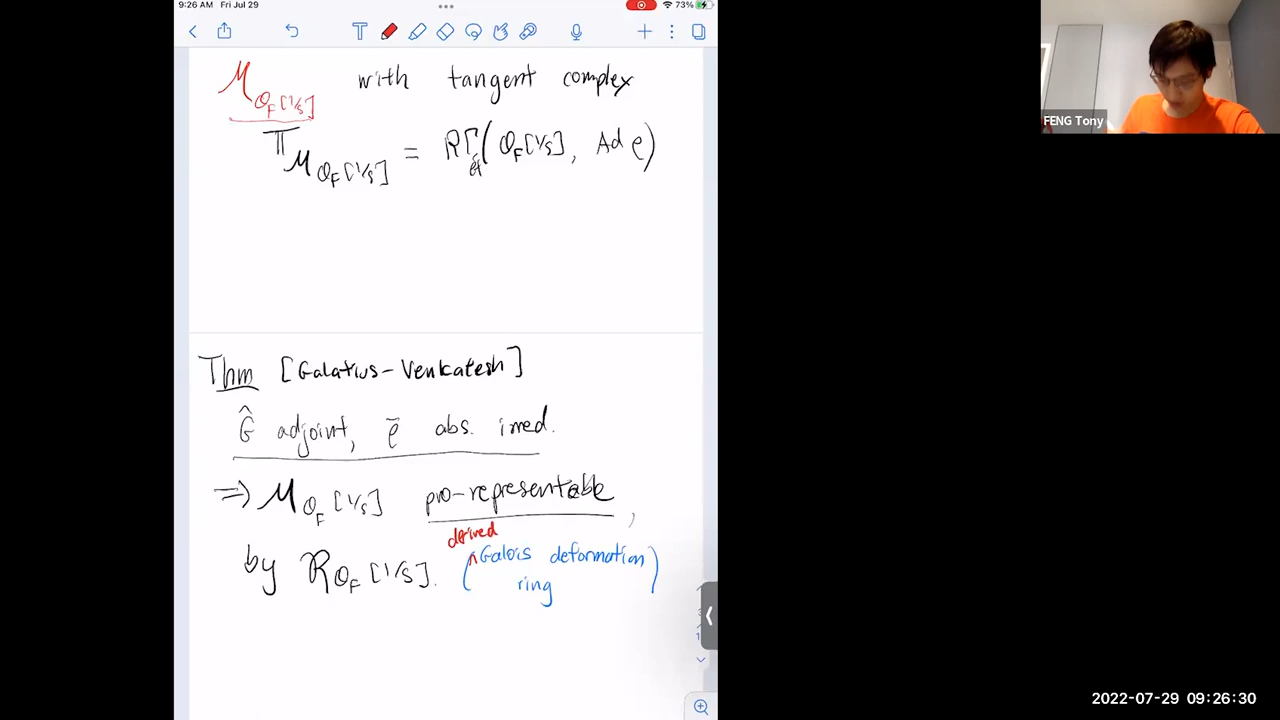 9:26 AM Fri Jul 29
73%
M_{O_F[1/S]} with tangent complex
T_{M_{O_F[1/S]}} = RΓ_{ét}(O_F[1/S], Ad ρ)
FENG Tony
Thm [Galatius-Venkatesh]
Ĝ adjoint, ρ̄ abs. irred.
⇒ M_{O_F[1/S]} pro-representable,
derived
by R_{O_F[1/S]}. (Galois deformation
ring)
2022-07-29 09:26:30